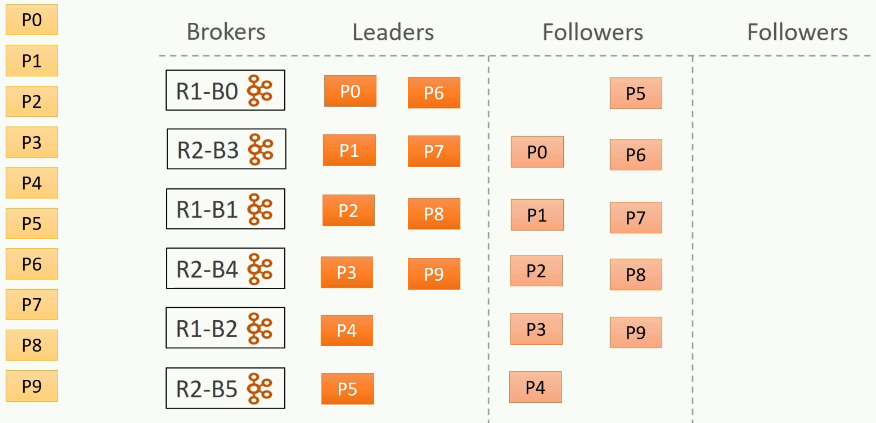 P0
P1
P2
P3
P4
P5
P6
P7
P8
P9
Brokers Leaders Followers Followers
R1-B0 P0 P6 P5
R2-B3 P1 P7 P0 P6
R1-B1 P2 P8 P1 P7
R2-B4 P3 P9 P2 P8
R1-B2 P4 P3 P9
R2-B5 P5 P4